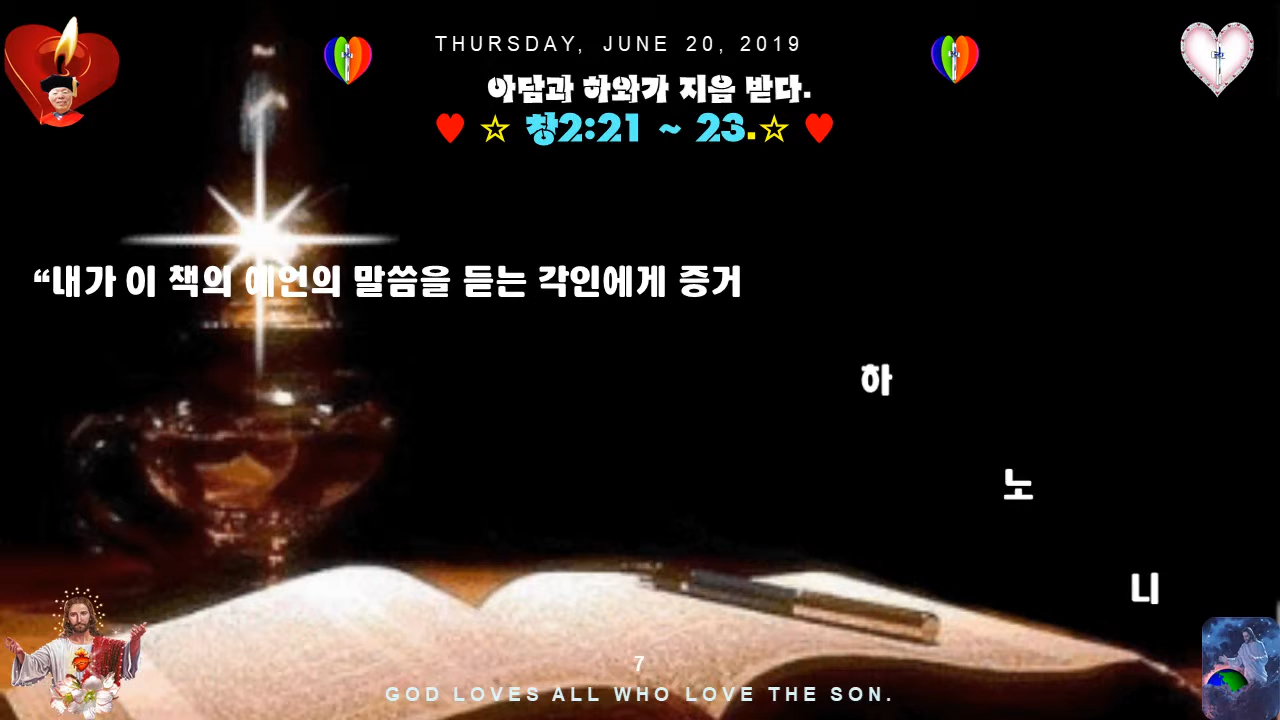 THURSDAY, JUNE 20, 2019
아담과 하와가 지음 받다.
♥ ☆ 창2:21 ~ 23.☆ ♥
“내가 이 책의 예언의 말씀을 듣는 각인에게 증거
하
노
니
7
GOD LOVES ALL WHO LOVE THE SON.